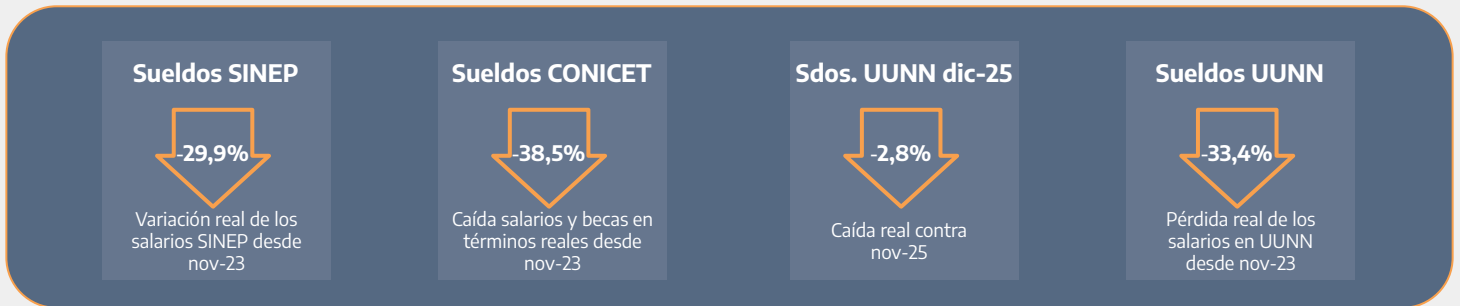 Sueldos SINEP
-29,9%
Variación real de los
salarios SINEP desde
nov-23
Sueldos CONICET
-38,5%
Caída salarios y becas en
términos reales desde
nov-23
Sdos. UUNN dic-25
-2,8%
Caída real contra
nov-25
Sueldos UUNN
-33,4%
Pérdida real de los
salarios en UUNN
desde nov-23